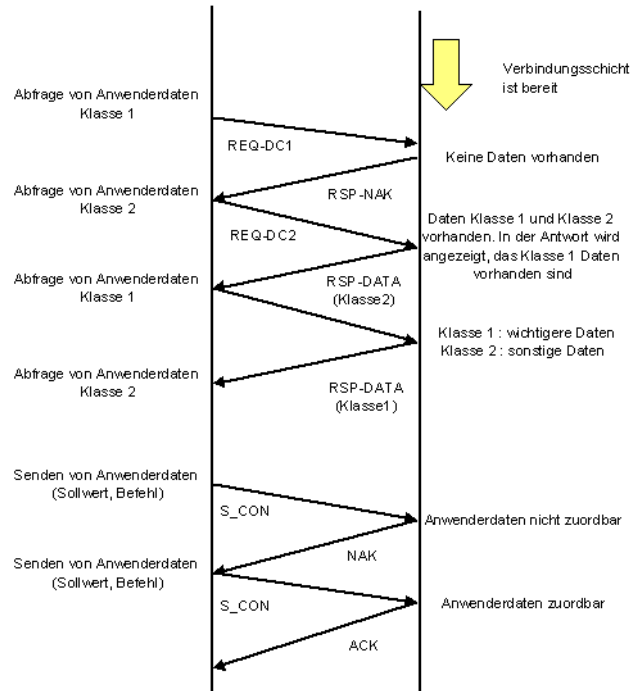 Verbindungsschicht
ist bereit
Abfrage von Anwenderdaten
Klasse 1
REQ-DC1
Keine Daten vorhanden
RSP-NAK
Abfrage von Anwenderdaten
Klasse 2
REQ-DC2
Daten Klasse 1 und Klasse 2
vorhanden. In der Antwort wird
angezeigt, das Klasse 1 Daten
vorhanden sind
Abfrage von Anwenderdaten
Klasse 1
RSP-DATA
(Klasse2)
Klasse 1 : wichtigere Daten
Klasse 2 : sonstige Daten
Abfrage von Anwenderdaten
Klasse 2
RSP-DATA
(Klasse1)
Senden von Anwenderdaten
(Sollwert, Befehl)
S_CON
Anwenderdaten nicht zuordbar
NAK
Senden von Anwenderdaten
(Sollwert, Befehl)
S_CON
Anwenderdaten zuordbar
ACK